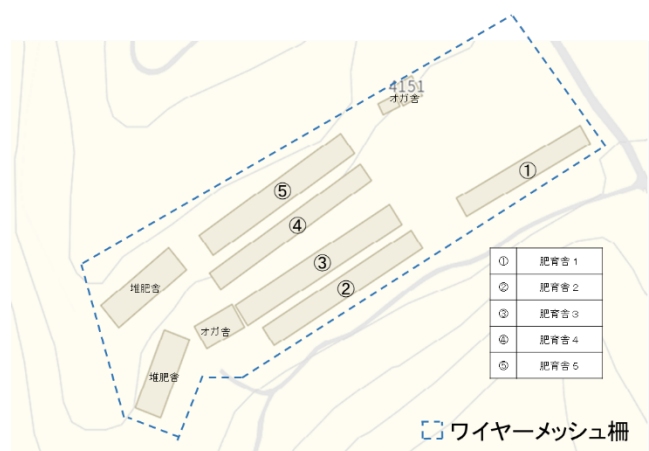 4151
オガ舎
①
⑤
④
③
②
堆肥舎
オガ舎
堆肥舎
① 肥育舎1
② 肥育舎2
③ 肥育舎3
④ 肥育舎4
⑤ 肥育舎5
ワイヤーメッシュ柵